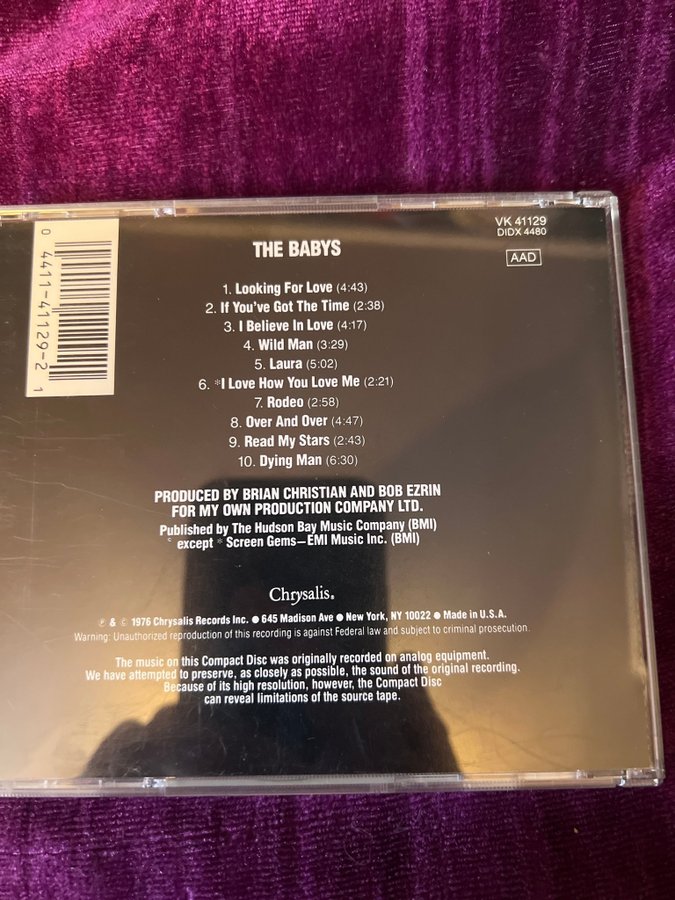 VK 41129
DIDX 4480
AAD
0 4411-41129-2 1
THE BABYS
1. Looking For Love (4:43)
2. If You've Got The Time (2:38)
3. I Believe In Love (4:17)
4. Wild Man (3:29)
5. Laura (5:02)
6. *I Love How You Love Me (2:21)
7. Rodeo (2:58)
8. Over And Over (4:47)
9. Read My Stars (2:43)
10. Dying Man (6:30)
PRODUCED BY BRIAN CHRISTIAN AND BOB EZRIN
FOR MY OWN PRODUCTION COMPANY LTD.
Published by The Hudson Bay Music Company (BMI)
except * Screen Gems—EMI Music Inc. (BMI)
Chrysalis®
℗ & © 1976 Chrysalis Records Inc. ● 645 Madison Ave ● New York, NY 10022 ● Made in U.S.A.
Warning: Unauthorized reproduction of this recording is against Federal law and subject to criminal prosecution.
The music on this Compact Disc was originally recorded on analog equipment.
We have attempted to preserve, as closely as possible, the sound of the original recording.
Because of its high resolution, however, the Compact Disc
can reveal limitations of the source tape.